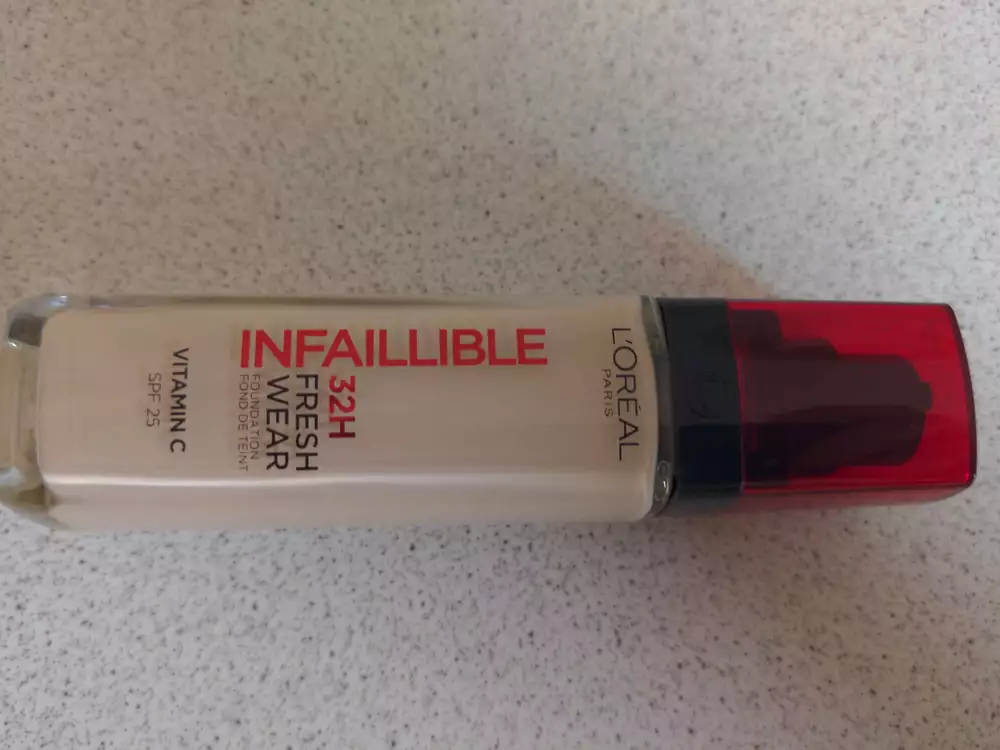 L'ORÉAL
PARIS
INFAILLIBLE
32H
FRESH
WEAR
FOUNDATION
FOND DE TEINT
VITAMIN C
SPF 25